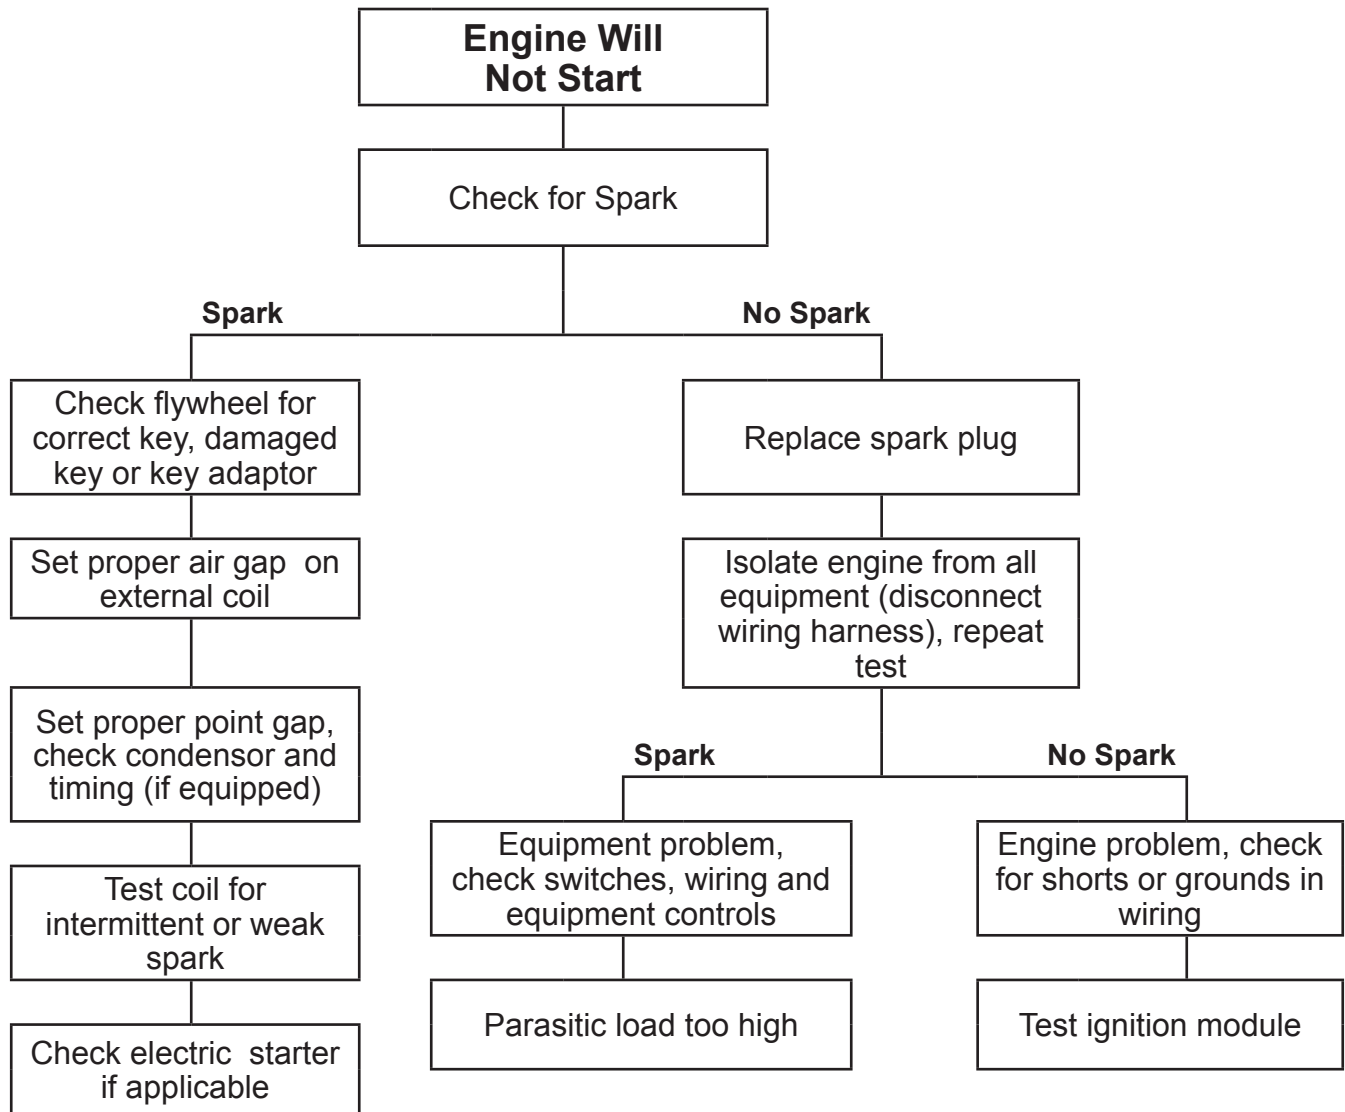 Engine Will
Not Start
Check for Spark
Spark
No Spark
Check flywheel for
correct key, damaged
key or key adaptor
Replace spark plug
Set proper air gap on
external coil
Isolate engine from all
equipment (disconnect
wiring harness), repeat
test
Set proper point gap,
check condensor and
timing (if equipped)
Spark
No Spark
Equipment problem,
check switches, wiring and
equipment controls
Engine problem, check
for shorts or grounds in
wiring
Test coil for
intermittent or weak
spark
Parasitic load too high
Test ignition module
Check electric starter
if applicable